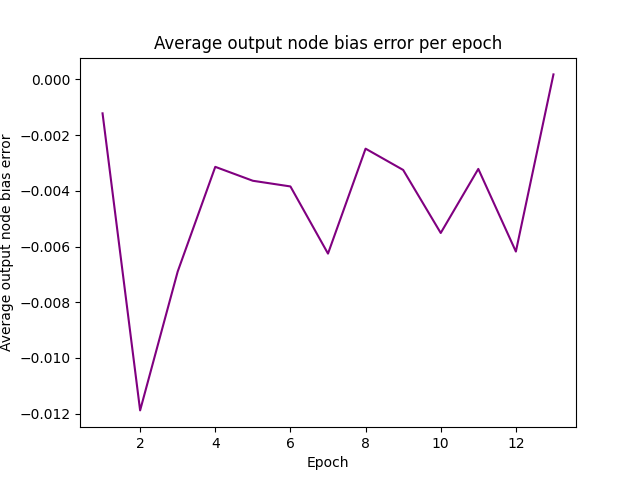 Average output node bias error per epoch
Average output node bias error
0.000
−0.002
−0.004
−0.006
−0.008
−0.010
−0.012
2 4 6 8 10 12
Epoch